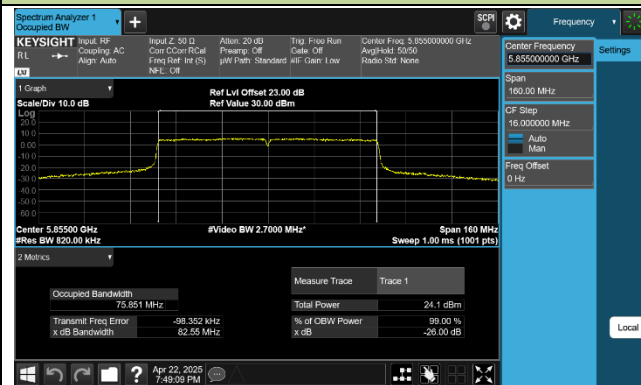 Spectrum Analyzer 1
Occupied BW
SCPI
Frequency
KEYSIGHT
RL
LXI
Input: RF
Coupling: AC
Align: Auto
Input Z: 50 Ω
Corr CCorr RCal
Freq Ref: Int (S)
NFE: Off
Atten: 20 dB
Preamp: Off
µW Path: Standard
Trig: Free Run
Gate: Off
#IF Gain: Low
Center Freq: 5.855000000 GHz
Avg|Hold: 50/50
Radio Std: None
Center Frequency
5.855000000 GHz
Settings
Span
160.00 MHz
CF Step
16.000000 MHz
Auto
Man
Freq Offset
0 Hz
Local
1 Graph
Scale/Div 10.0 dB
Ref Lvl Offset 23.00 dB
Ref Value 30.00 dBm
Log
20.0
10.0
0.00
-10.0
-20.0
-30.0
-40.0
-50.0
-60.0
Center 5.85500 GHz
#Res BW 820.00 kHz
#Video BW 2.7000 MHz*
Span 160 MHz
Sweep 1.00 ms (1001 pts)
2 Metrics
Measure Trace Trace 1
Occupied Bandwidth
75.851 MHz
Total Power 24.1 dBm
Transmit Freq Error -98.352 kHz
% of OBW Power 99.00 %
x dB Bandwidth 82.55 MHz
x dB -26.00 dB
Apr 22, 2025
7:49:09 PM